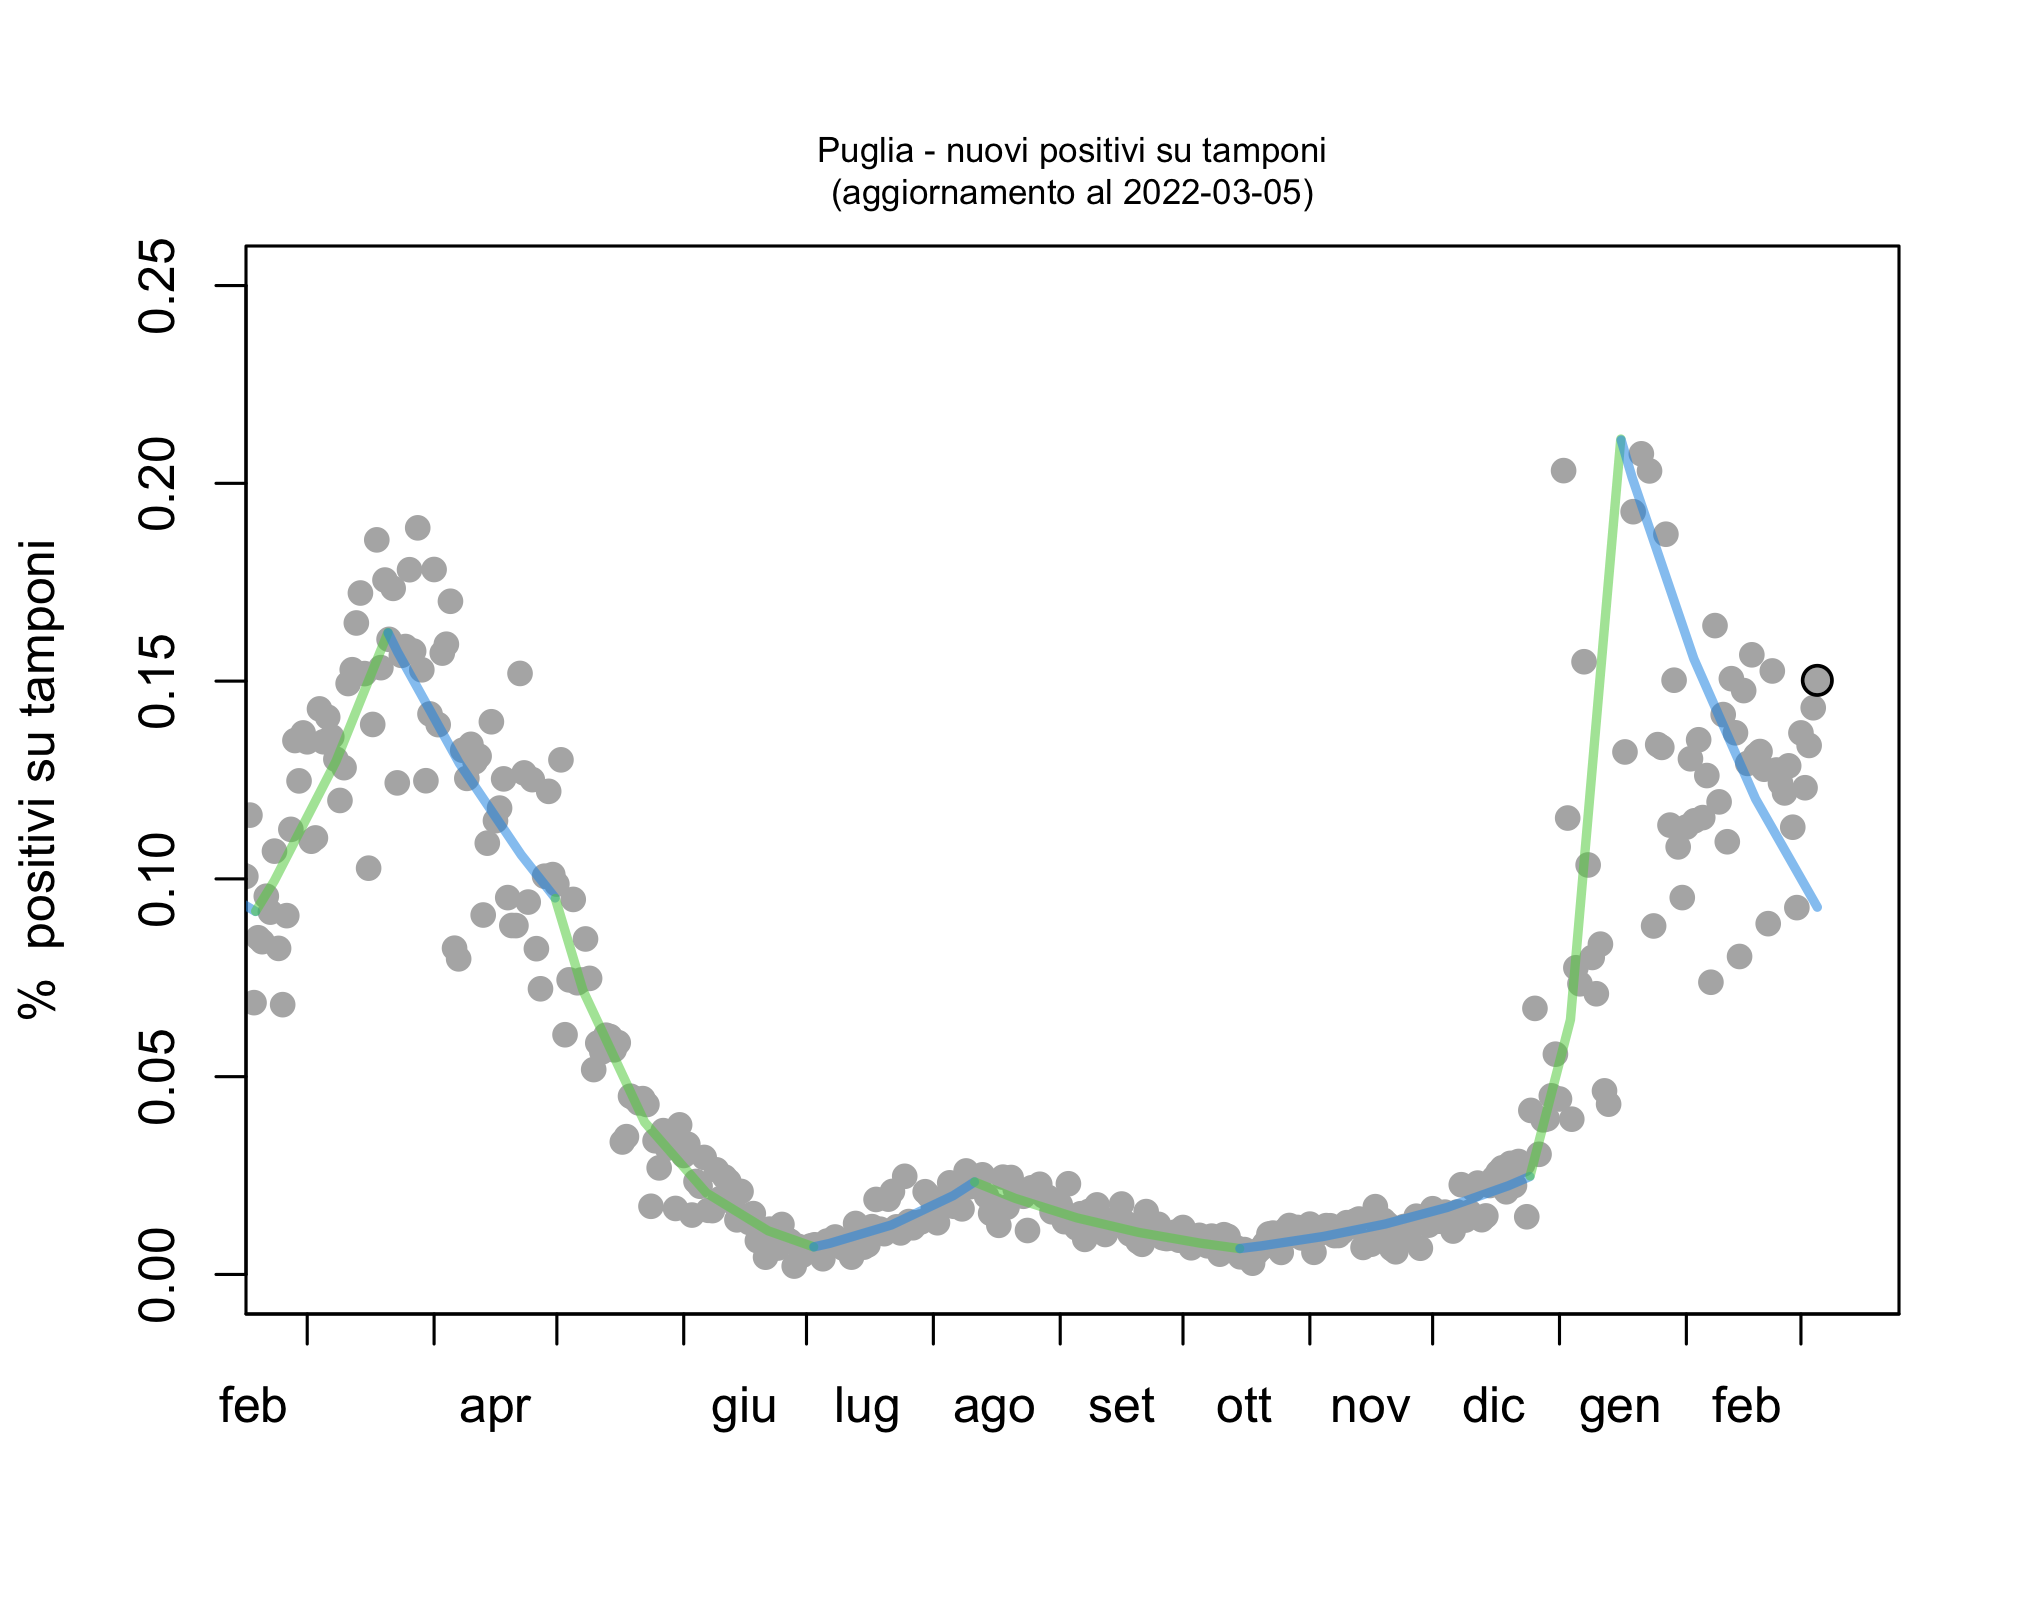 Puglia - nuovi positivi su tamponi
(aggiornamento al 2022-03-05)
%  positivi su tamponi
0.25
0.20
0.15
0.10
0.05
0.00
feb apr giu lug ago set ott nov dic gen feb